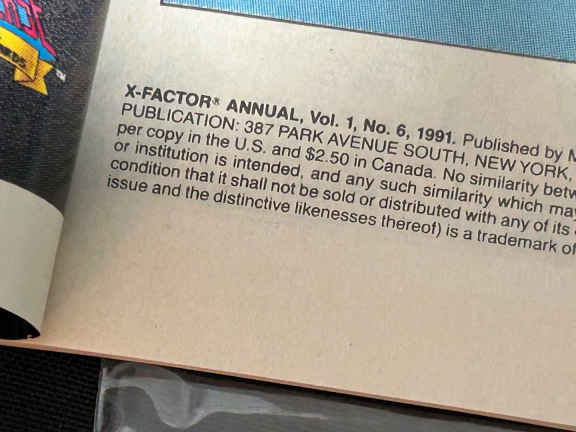 X-FACTOR® ANNUAL, Vol. 1, No. 6, 1991. Published by M
PUBLICATION: 387 PARK AVENUE SOUTH, NEW YORK,
per copy in the U.S. and $2.50 in Canada. No similarity betw
or institution is intended, and any such similarity which may
condition that it shall not be sold or distributed with any of its
issue and the distinctive likenesses thereof) is a trademark of